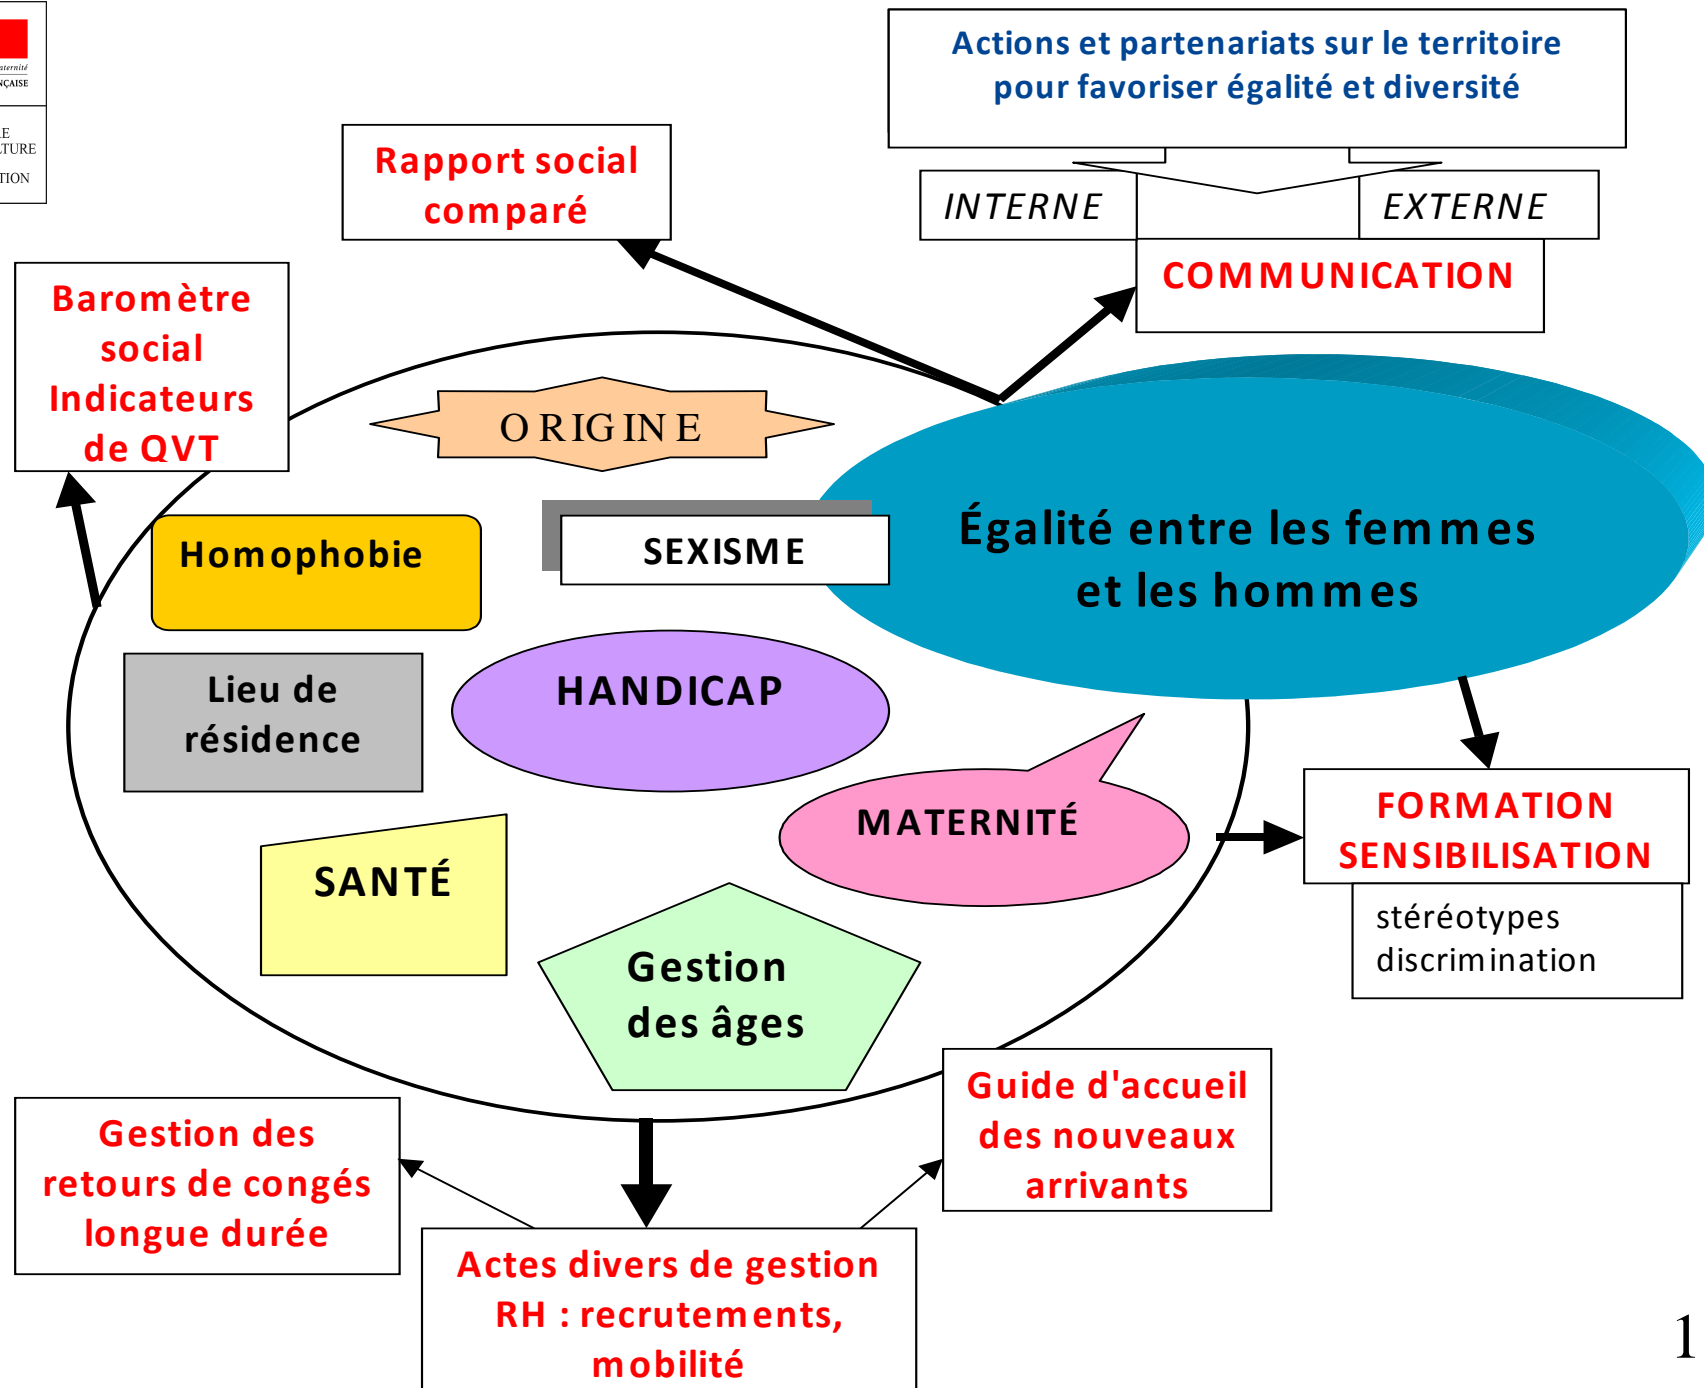 Actions et partenariats sur le territoire
pour favoriser égalité et diversité
INTERNE
EXTERNE
COMMUNICATION
Rapport social
comparé
Baromètre
social
Indicateurs
de QVT
ORIGINE
Homophobie
SEXISME
Égalité entre les femmes
et les hommes
Lieu de
résidence
HANDICAP
MATERNITÉ
FORMATION
SENSIBILISATION
stéréotypes
discrimination
SANTÉ
Gestion
des âges
Guide d'accueil
des nouveaux
arrivants
Gestion des
retours de congés
longue durée
Actes divers de gestion
RH : recrutements,
mobilité
1